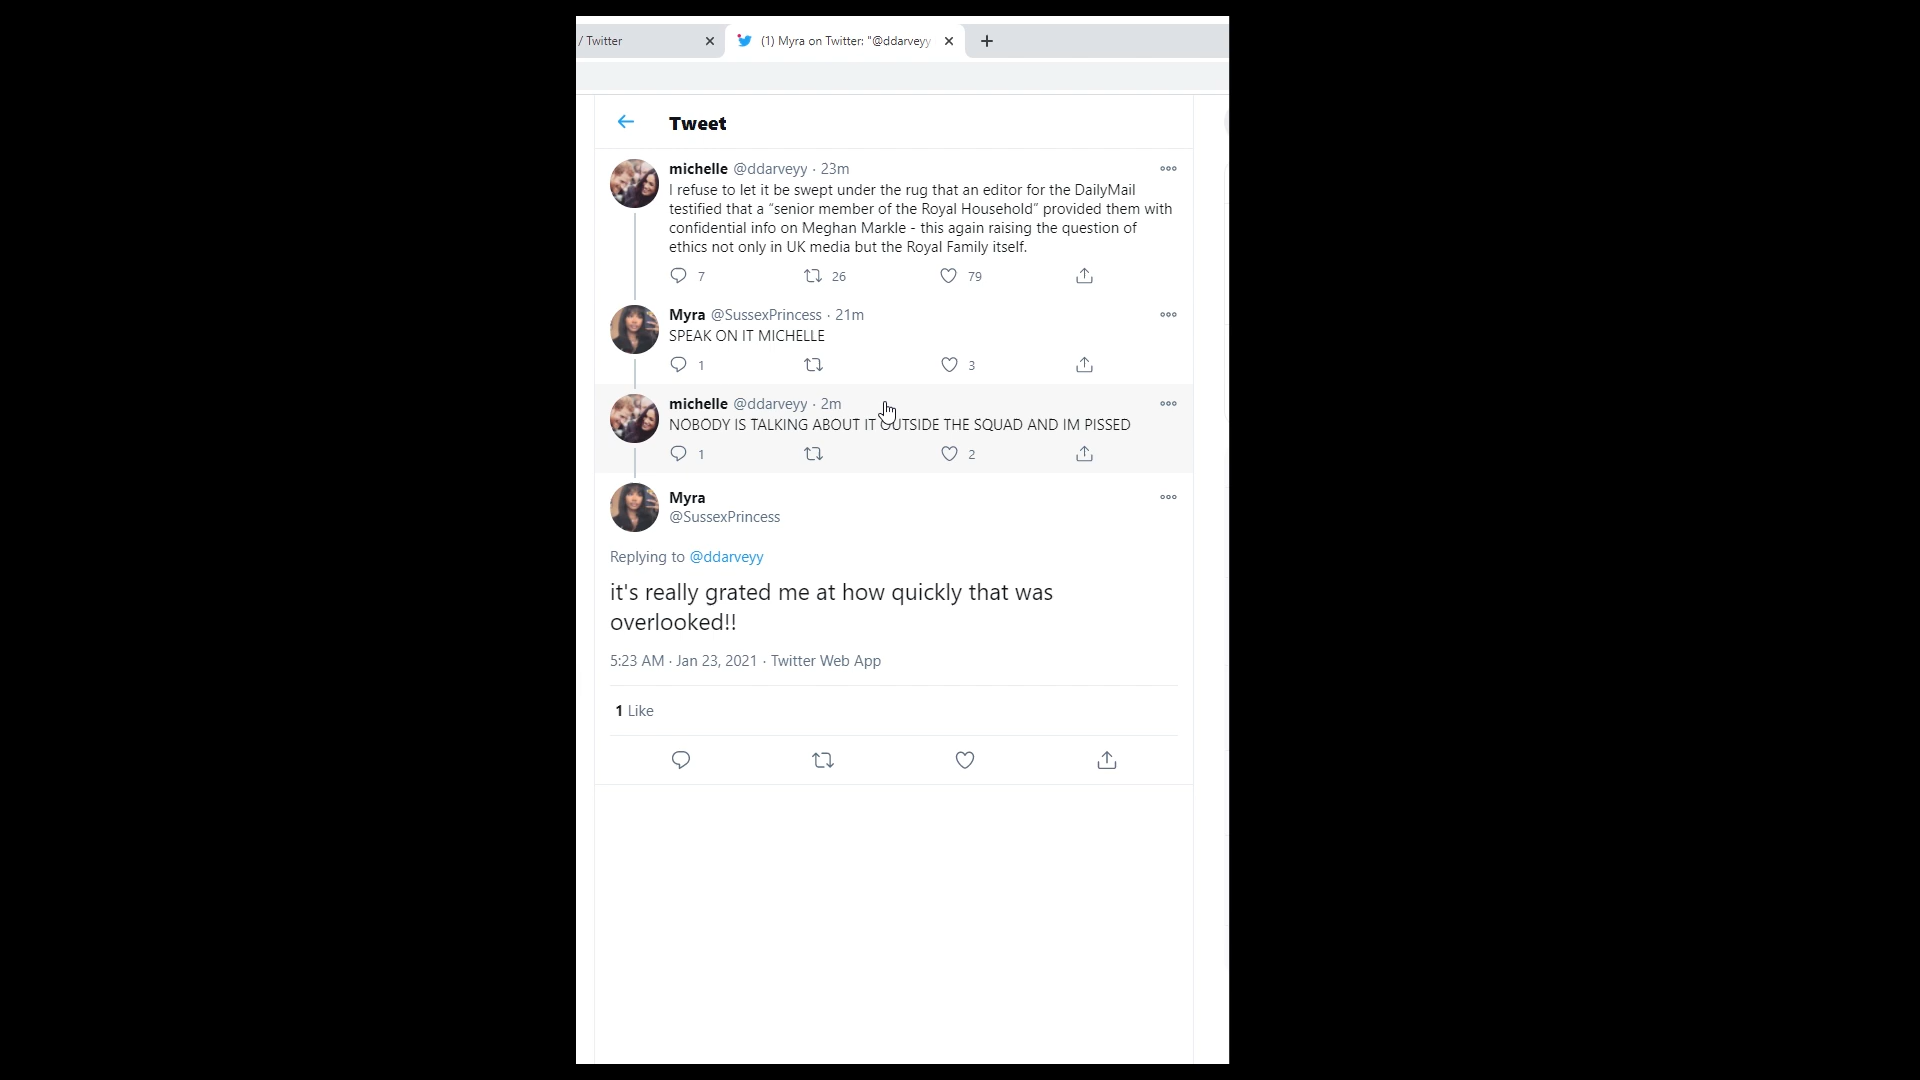 / Twitter
(1) Myra on Twitter: "@ddarveyy
Tweet
michelle @ddarveyy · 23m
I refuse to let it be swept under the rug that an editor for the DailyMail
testified that a “senior member of the Royal Household” provided them with
confidential info on Meghan Markle - this again raising the question of
ethics not only in UK media but the Royal Family itself.
7 26 79
Myra @SussexPrincess · 21m
SPEAK ON IT MICHELLE
1 3
michelle @ddarveyy · 2m
NOBODY IS TALKING ABOUT IT OUTSIDE THE SQUAD AND IM PISSED
1 2
Myra
@SussexPrincess
Replying to @ddarveyy
it's really grated me at how quickly that was
overlooked!!
5:23 AM · Jan 23, 2021 · Twitter Web App
1 Like